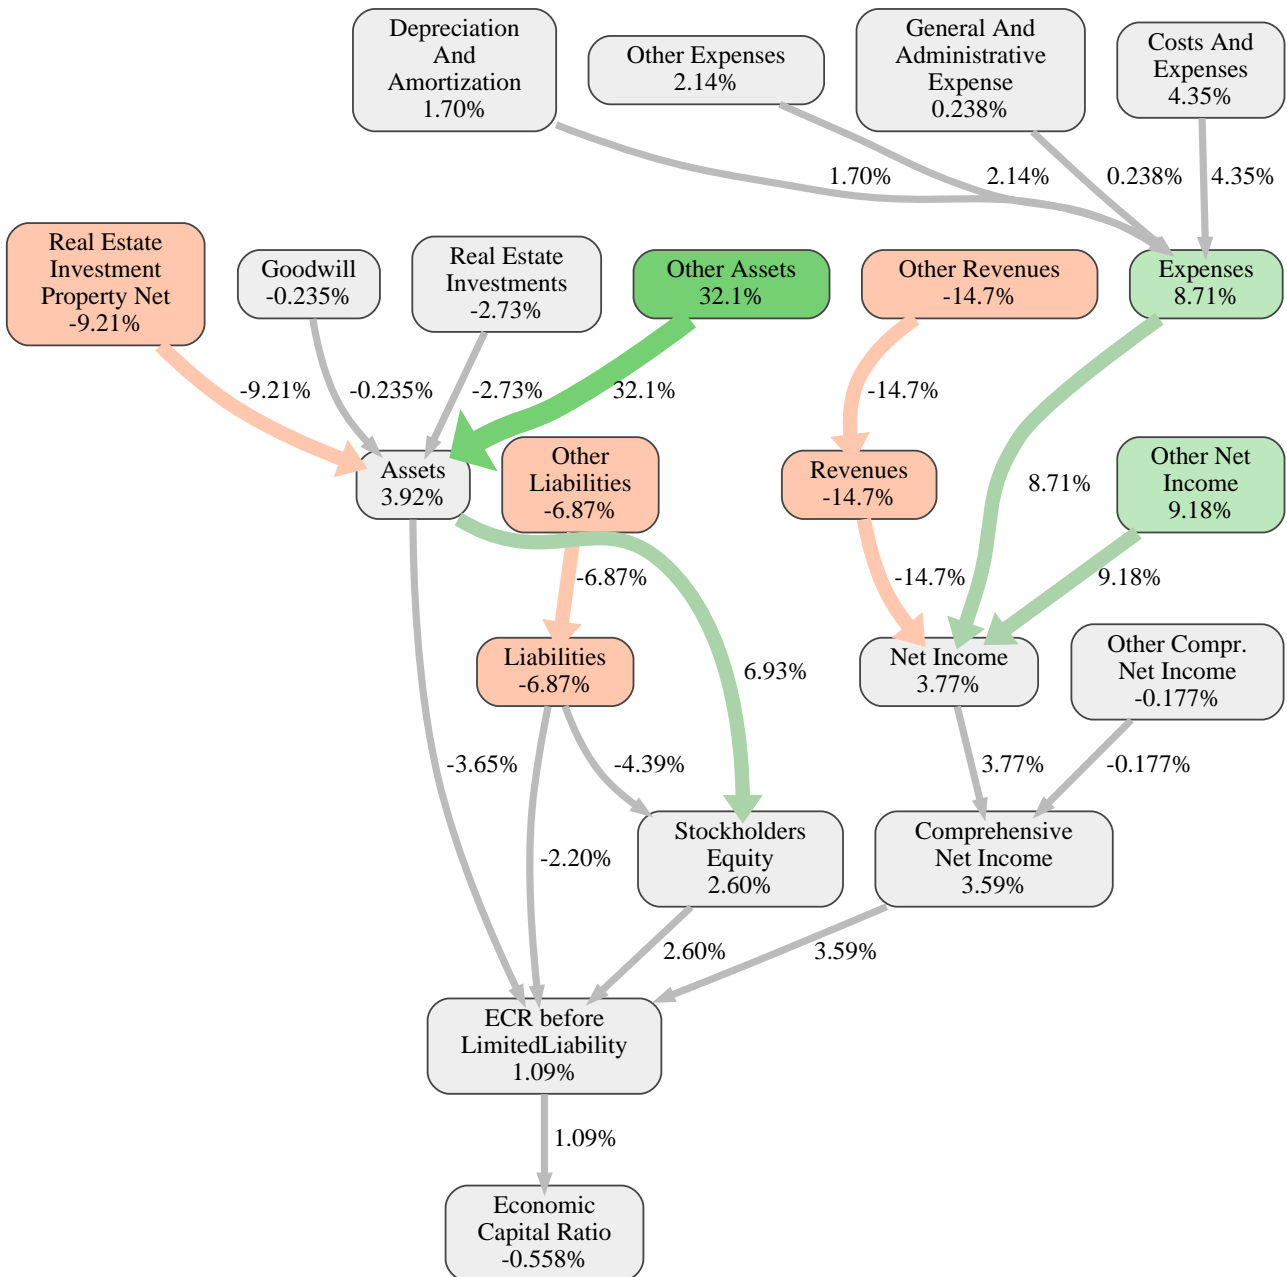 Depreciation
And
Amortization
1.70%
Other Expenses
2.14%
General And
Administrative
Expense
0.238%
Costs And
Expenses
4.35%
1.70%
2.14%
0.238%
4.35%
Real Estate
Investment
Property Net
-9.21%
Goodwill
-0.235%
Real Estate
Investments
-2.73%
Other Assets
32.1%
Other Revenues
-14.7%
Expenses
8.71%
-9.21%
-0.235%
-2.73%
32.1%
-14.7%
Assets
3.92%
Other
Liabilities
-6.87%
Revenues
-14.7%
8.71%
Other Net
Income
9.18%
-6.87%
-14.7%
9.18%
Liabilities
-6.87%
6.93%
Net Income
3.77%
Other Compr.
Net Income
-0.177%
-3.65%
-4.39%
3.77%
-0.177%
-2.20%
Stockholders
Equity
2.60%
Comprehensive
Net Income
3.59%
2.60%
3.59%
ECR before
LimitedLiability
1.09%
1.09%
Economic
Capital Ratio
-0.558%